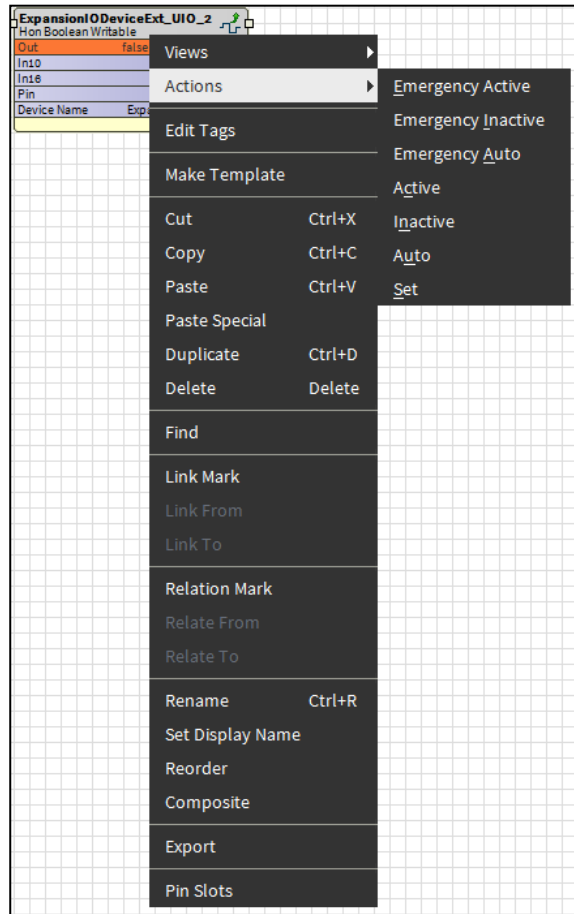 ExpansionIODeviceExt_UIO_2
Hon Boolean Writable
Out false
In10
In16
Pin
Device Name
Views
Actions
Edit Tags
Make Template
Cut Ctrl+X
Copy Ctrl+C
Paste Ctrl+V
Paste Special
Duplicate Ctrl+D
Delete Delete
Find
Link Mark
Link From
Link To
Relation Mark
Relate From
Relate To
Rename Ctrl+R
Set Display Name
Reorder
Composite
Export
Pin Slots
Emergency Active
Emergency Inactive
Emergency Auto
Active
Inactive
Auto
Set